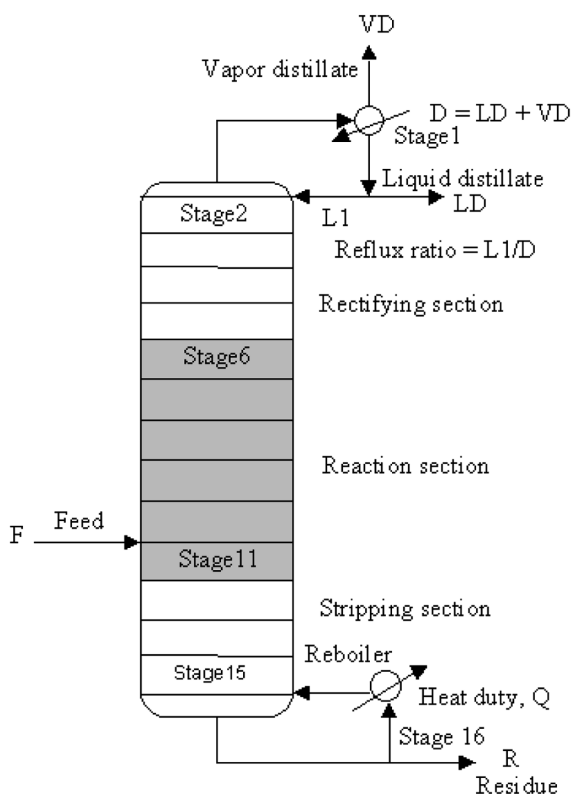 VD
Vapor distillate
D = LD + VD
Stage1
Liquid distillate
Stage2
L1
LD
Reflux ratio = L1/D
Rectifying section
Stage6
Reaction section
Feed
F
Stage11
Stripping section
Reboiler
Stage15
Heat duty, Q
Stage 16
R
Residue